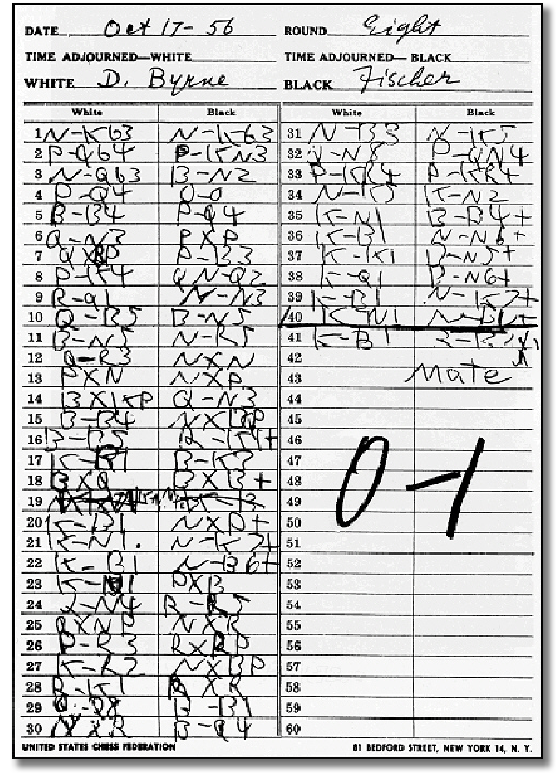 DATE Oct 17-56 ROUND Eight
TIME ADJOURNED—WHITE TIME ADJOURNED—BLACK
WHITE D. Byrne BLACK Fischer
White Black White Black
1 N-KB3 N-KB3 31 N-B3 N-K5
2 P-QB4 P-KN3 32 Q-N8 P-QN4
3 N-QB3 B-N2 33 P-KR4 P-KR4
4 P-Q4 O-O 34 N-K5 K-N2
5 B-B4 P-Q4 35 K-N1 B-B4+
6 Q-N3 PXP 36 K-B1 N-N6+
7 QXBP P-B3 37 K-K1 B-N5+
8 P-K4 QN-Q2 38 K-Q1 B-N6+
9 R-Q1 N-N3 39 K-B1 N-K7+
10 Q-B5 B-N5 40 K-N1 N-B6+
11 B-N5 N-R5 41 K-B1 R-B7
12 Q-R3 NXN 42
13 PXN NXP 43 Mate
14 BXKP Q-N3 44
15 B-B4 NXBP 45
16 B-B5 KR-K1+ 46
17 K-B1 B-K3 47
18 BXQ BXB+ 48
19 49 0-1
20 K-B1 NXP+ 50
21 K-N1 N-K7+ 51
22 K-B1 N-B6+ 52
23 K-N1 PXB 53
24 Q-N4 R-R5 54
25 QXNP NXR 55
26 P-R3 RXP 56
27 K-R2 NXBP 57
28 R-K1 RXR 58
29 B-B1 59
30 NXR B-Q4 60
UNITED STATES CHESS FEDERATION 81 BEDFORD STREET, NEW YORK 14, N. Y.